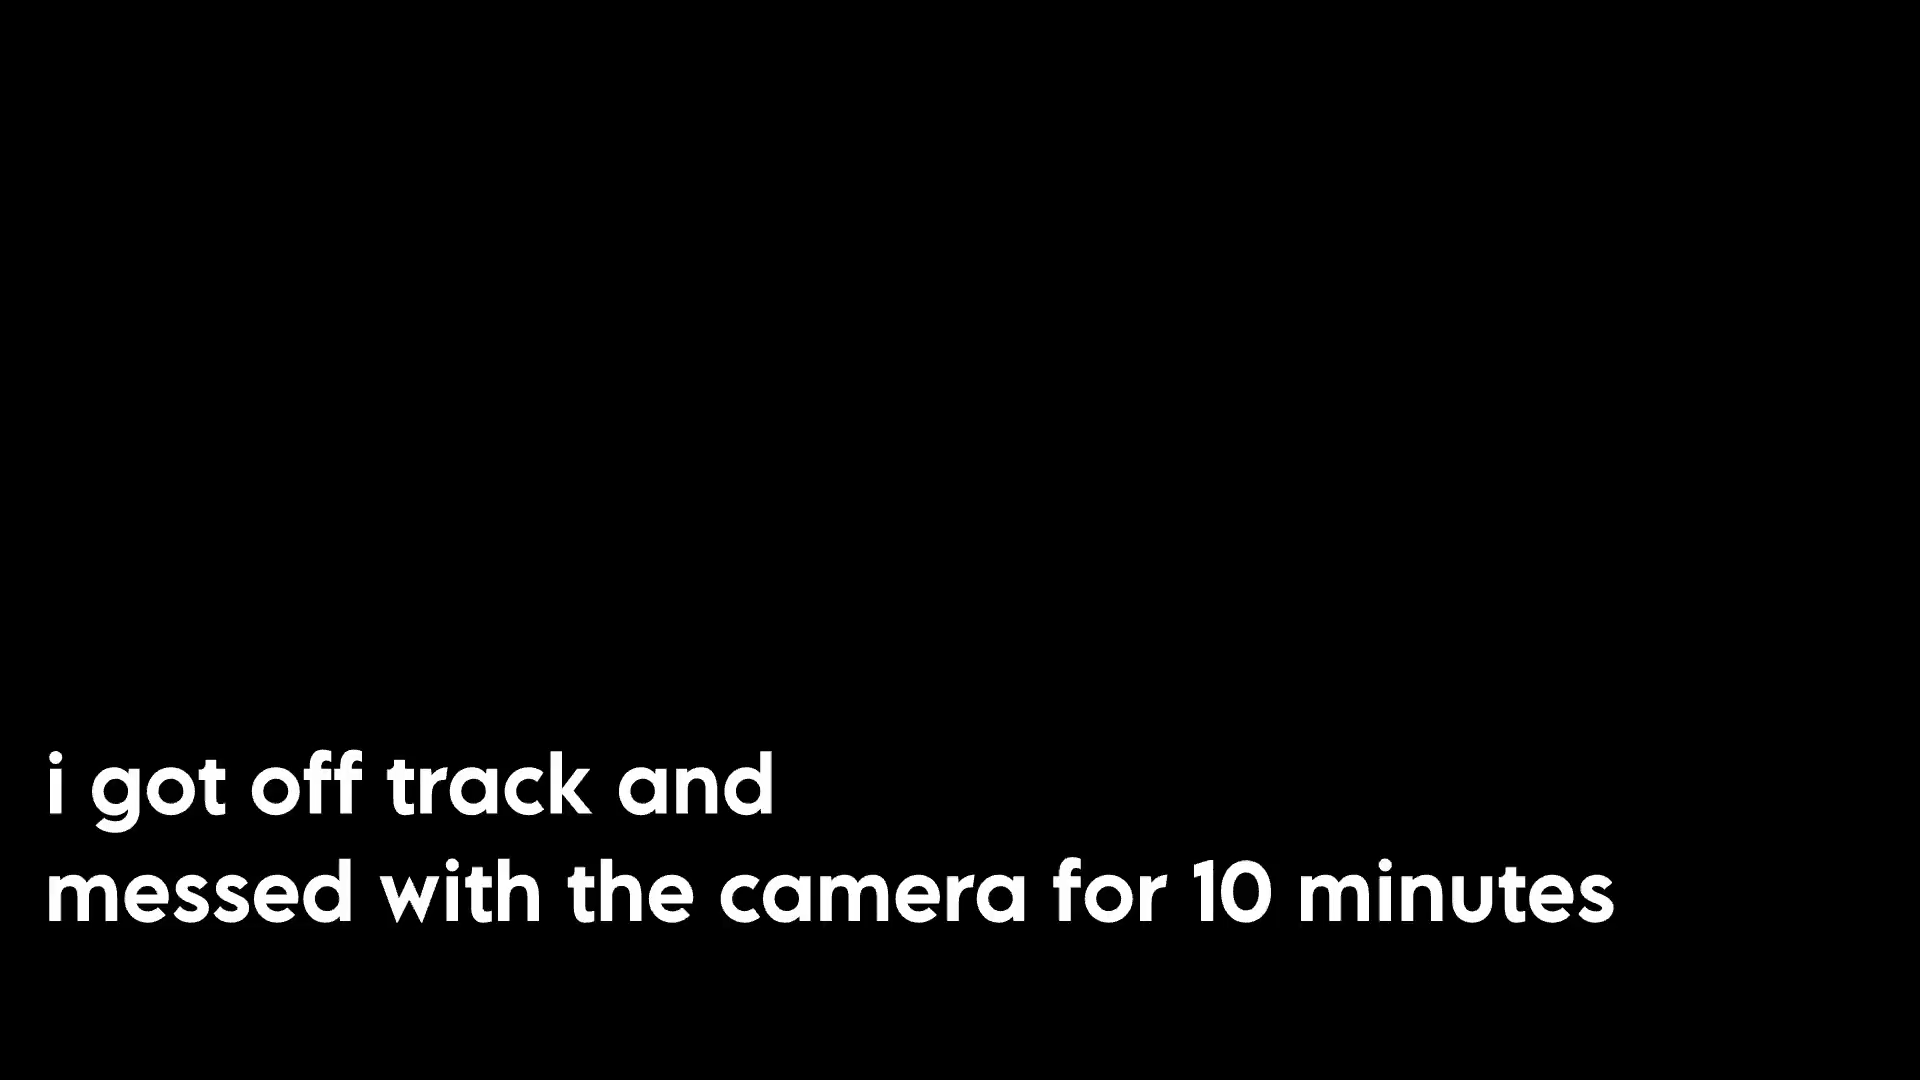 i got off track and
messed with the camera for 10 minutes